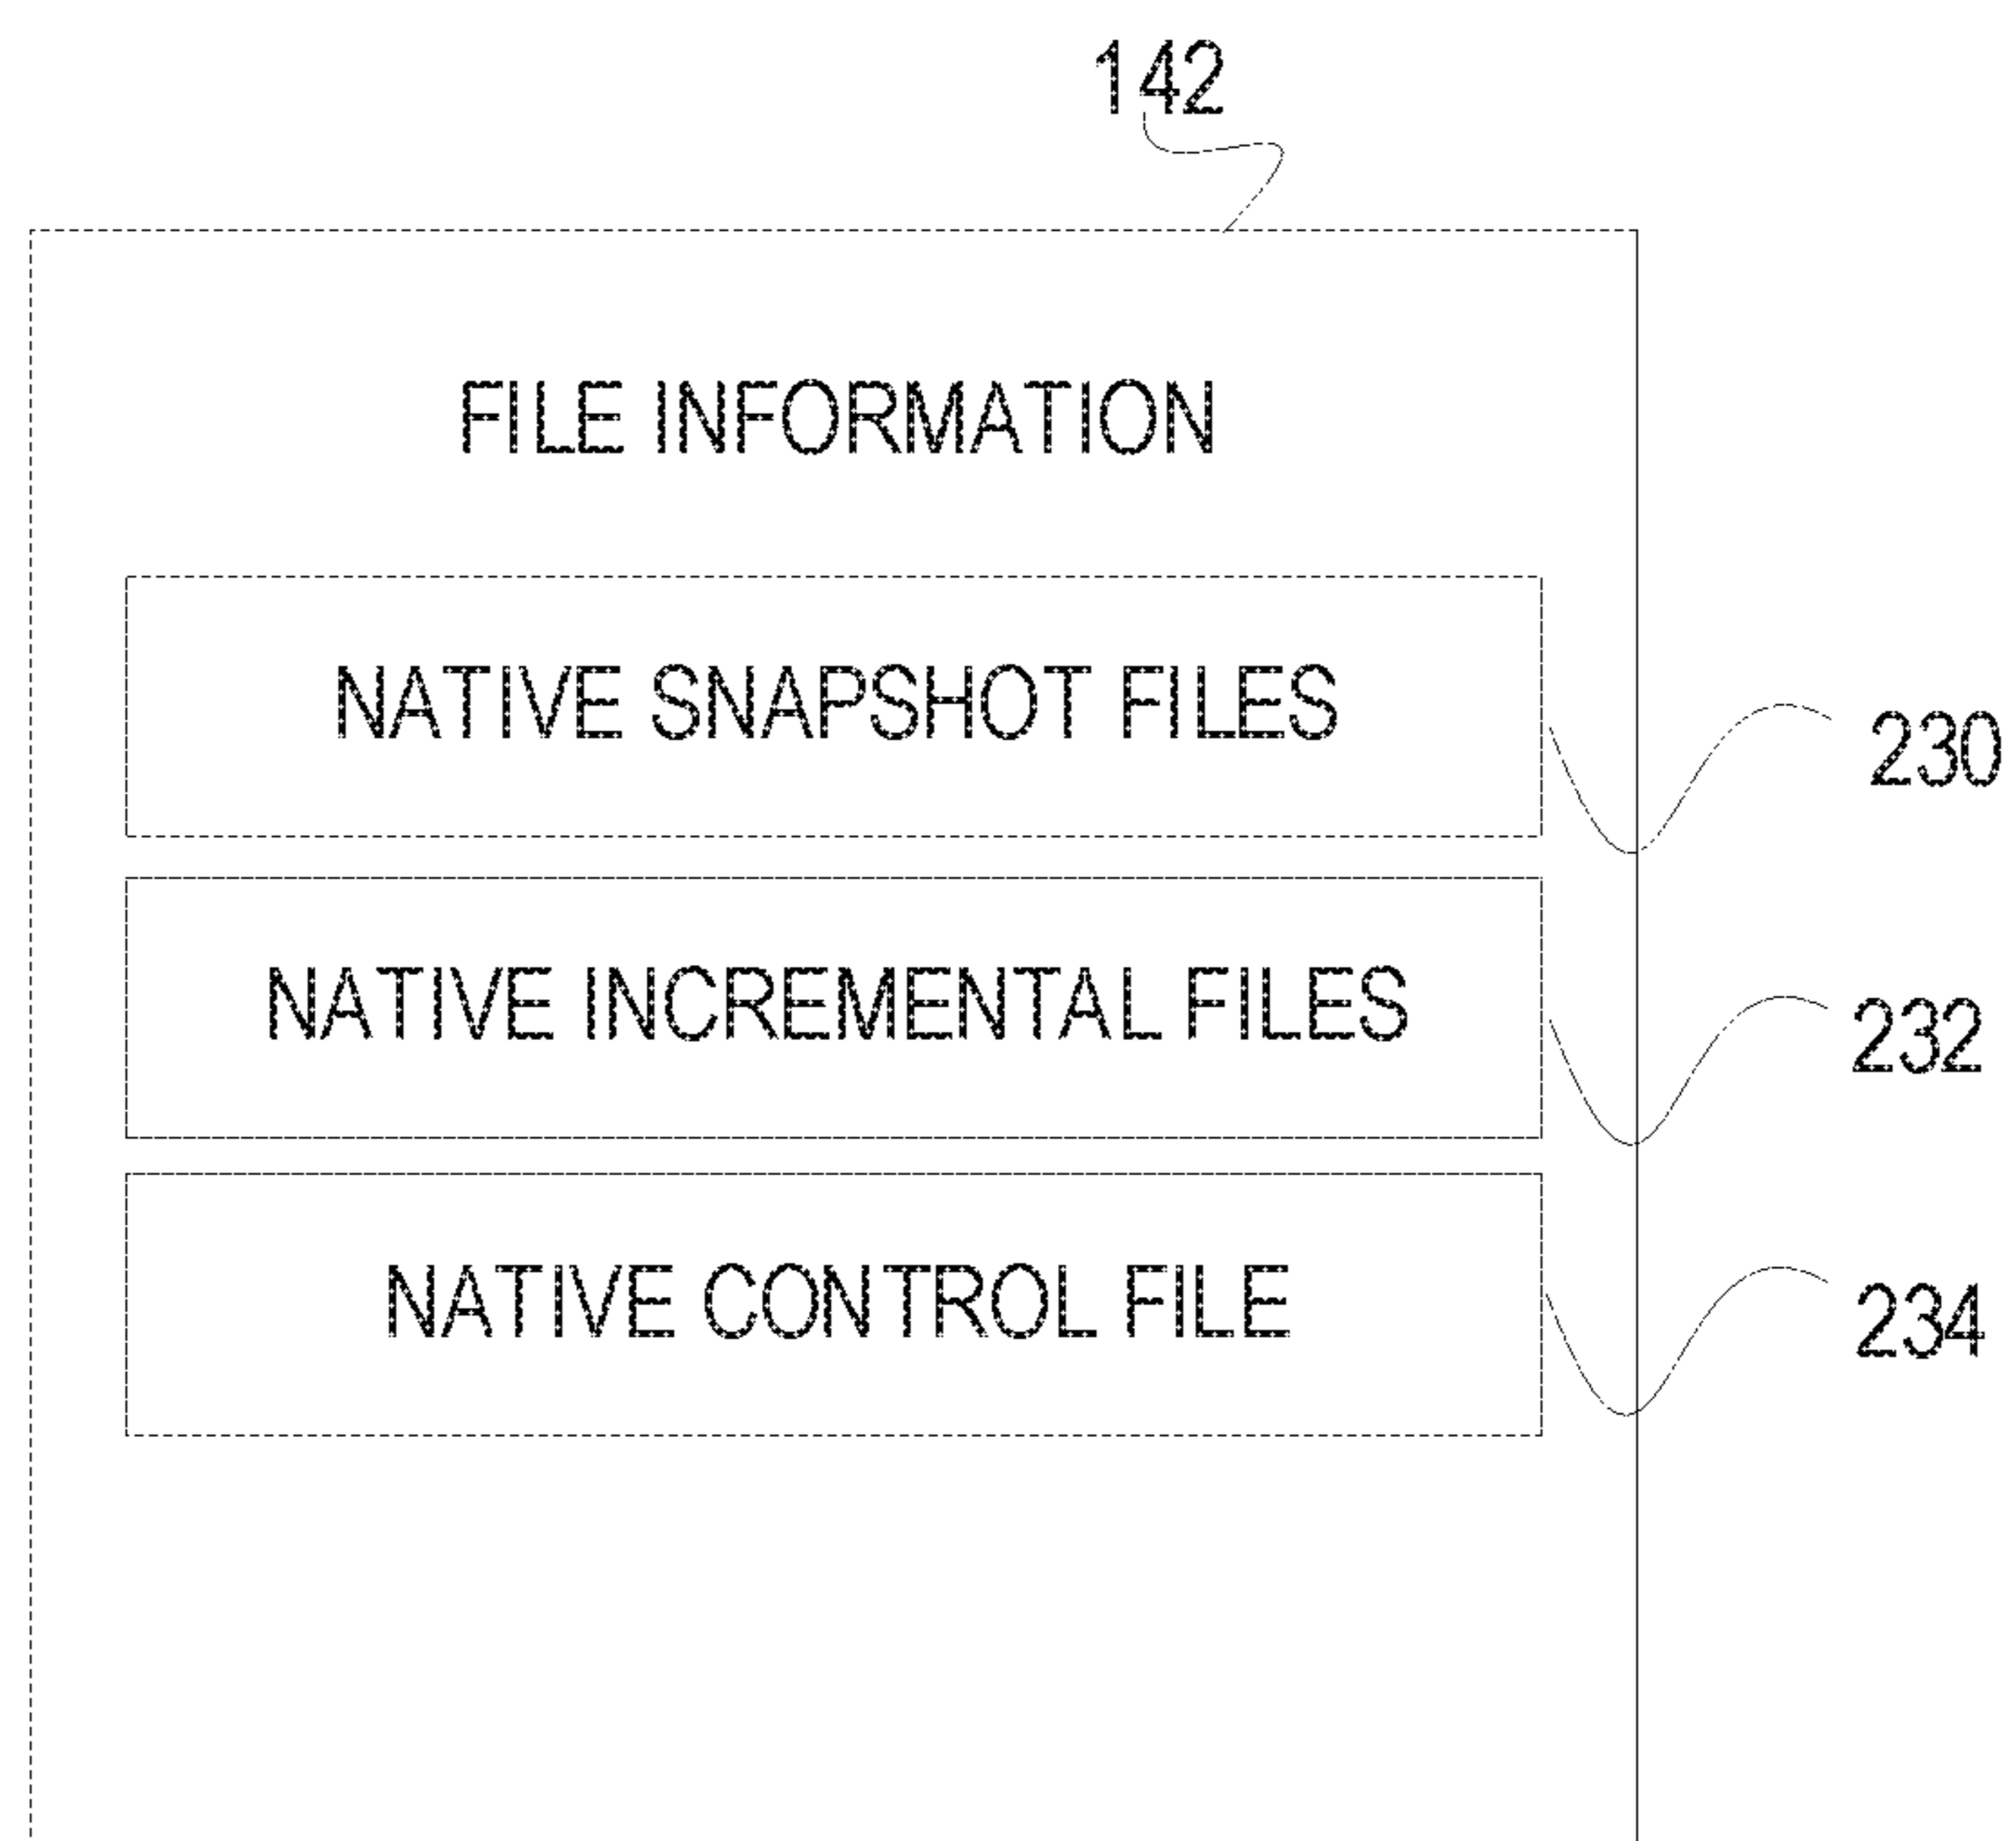 142
FILE INFORMATION
NATIVE SNAPSHOT FILES
230
NATIVE INCREMENTAL FILES
232
NATIVE CONTROL FILE
234